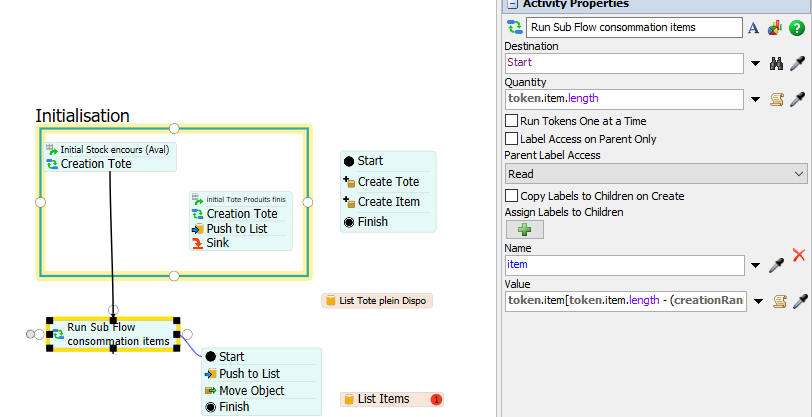 Activity Properties
Run Sub Flow consommation items
A
?
Destination
Start
Quantity
token.item.length
Run Tokens One at a Time
Label Access on Parent Only
Parent Label Access
Read
Copy Labels to Children on Create
Assign Labels to Children
Name
item
Value
token.item[token.item.length - (creationRan
Initialisation
Initial Stock encours (Aval)
Creation Tote
initial Tote Produits finis
Creation Tote
Push to List
Sink
Start
Create Tote
Create Item
Finish
List Tote plein Dispo
Run Sub Flow
consommation items
Start
Push to List
Move Object
Finish
List Items
1